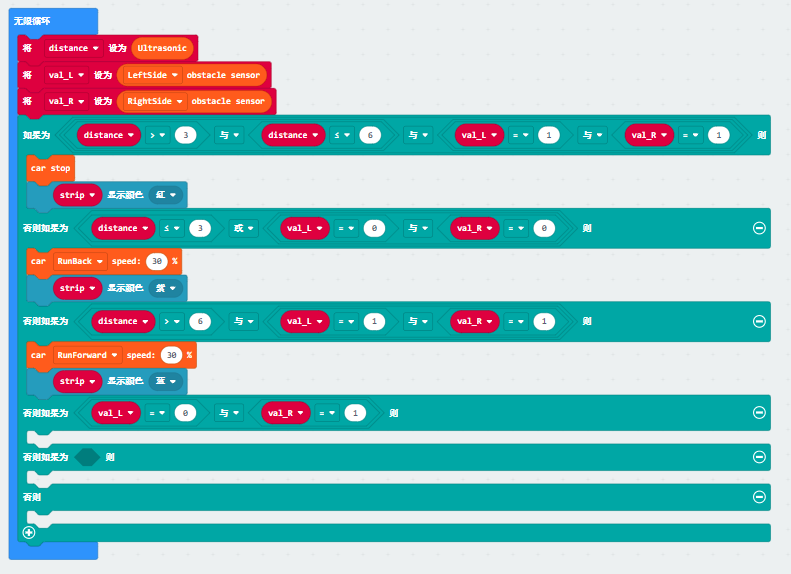 无限循环
将 distance 设为 Ultrasonic
将 val_L 设为 LeftSide obstacle sensor
将 val_R 设为 RightSide obstacle sensor
如果为 distance > 3 与 distance ≤ 6 与 val_L = 1 与 val_R = 1 则
car stop
strip 显示颜色 红
否则如果为 distance ≤ 3 或 val_L = 0 与 val_R = 0 则
car RunBack speed: 30 %
strip 显示颜色 紫
否则如果为 distance > 6 与 val_L = 1 与 val_R = 1 则
car RunForward speed: 30 %
strip 显示颜色 蓝
否则如果为 val_L = 0 与 val_R = 1 则
否则如果为 则
否则